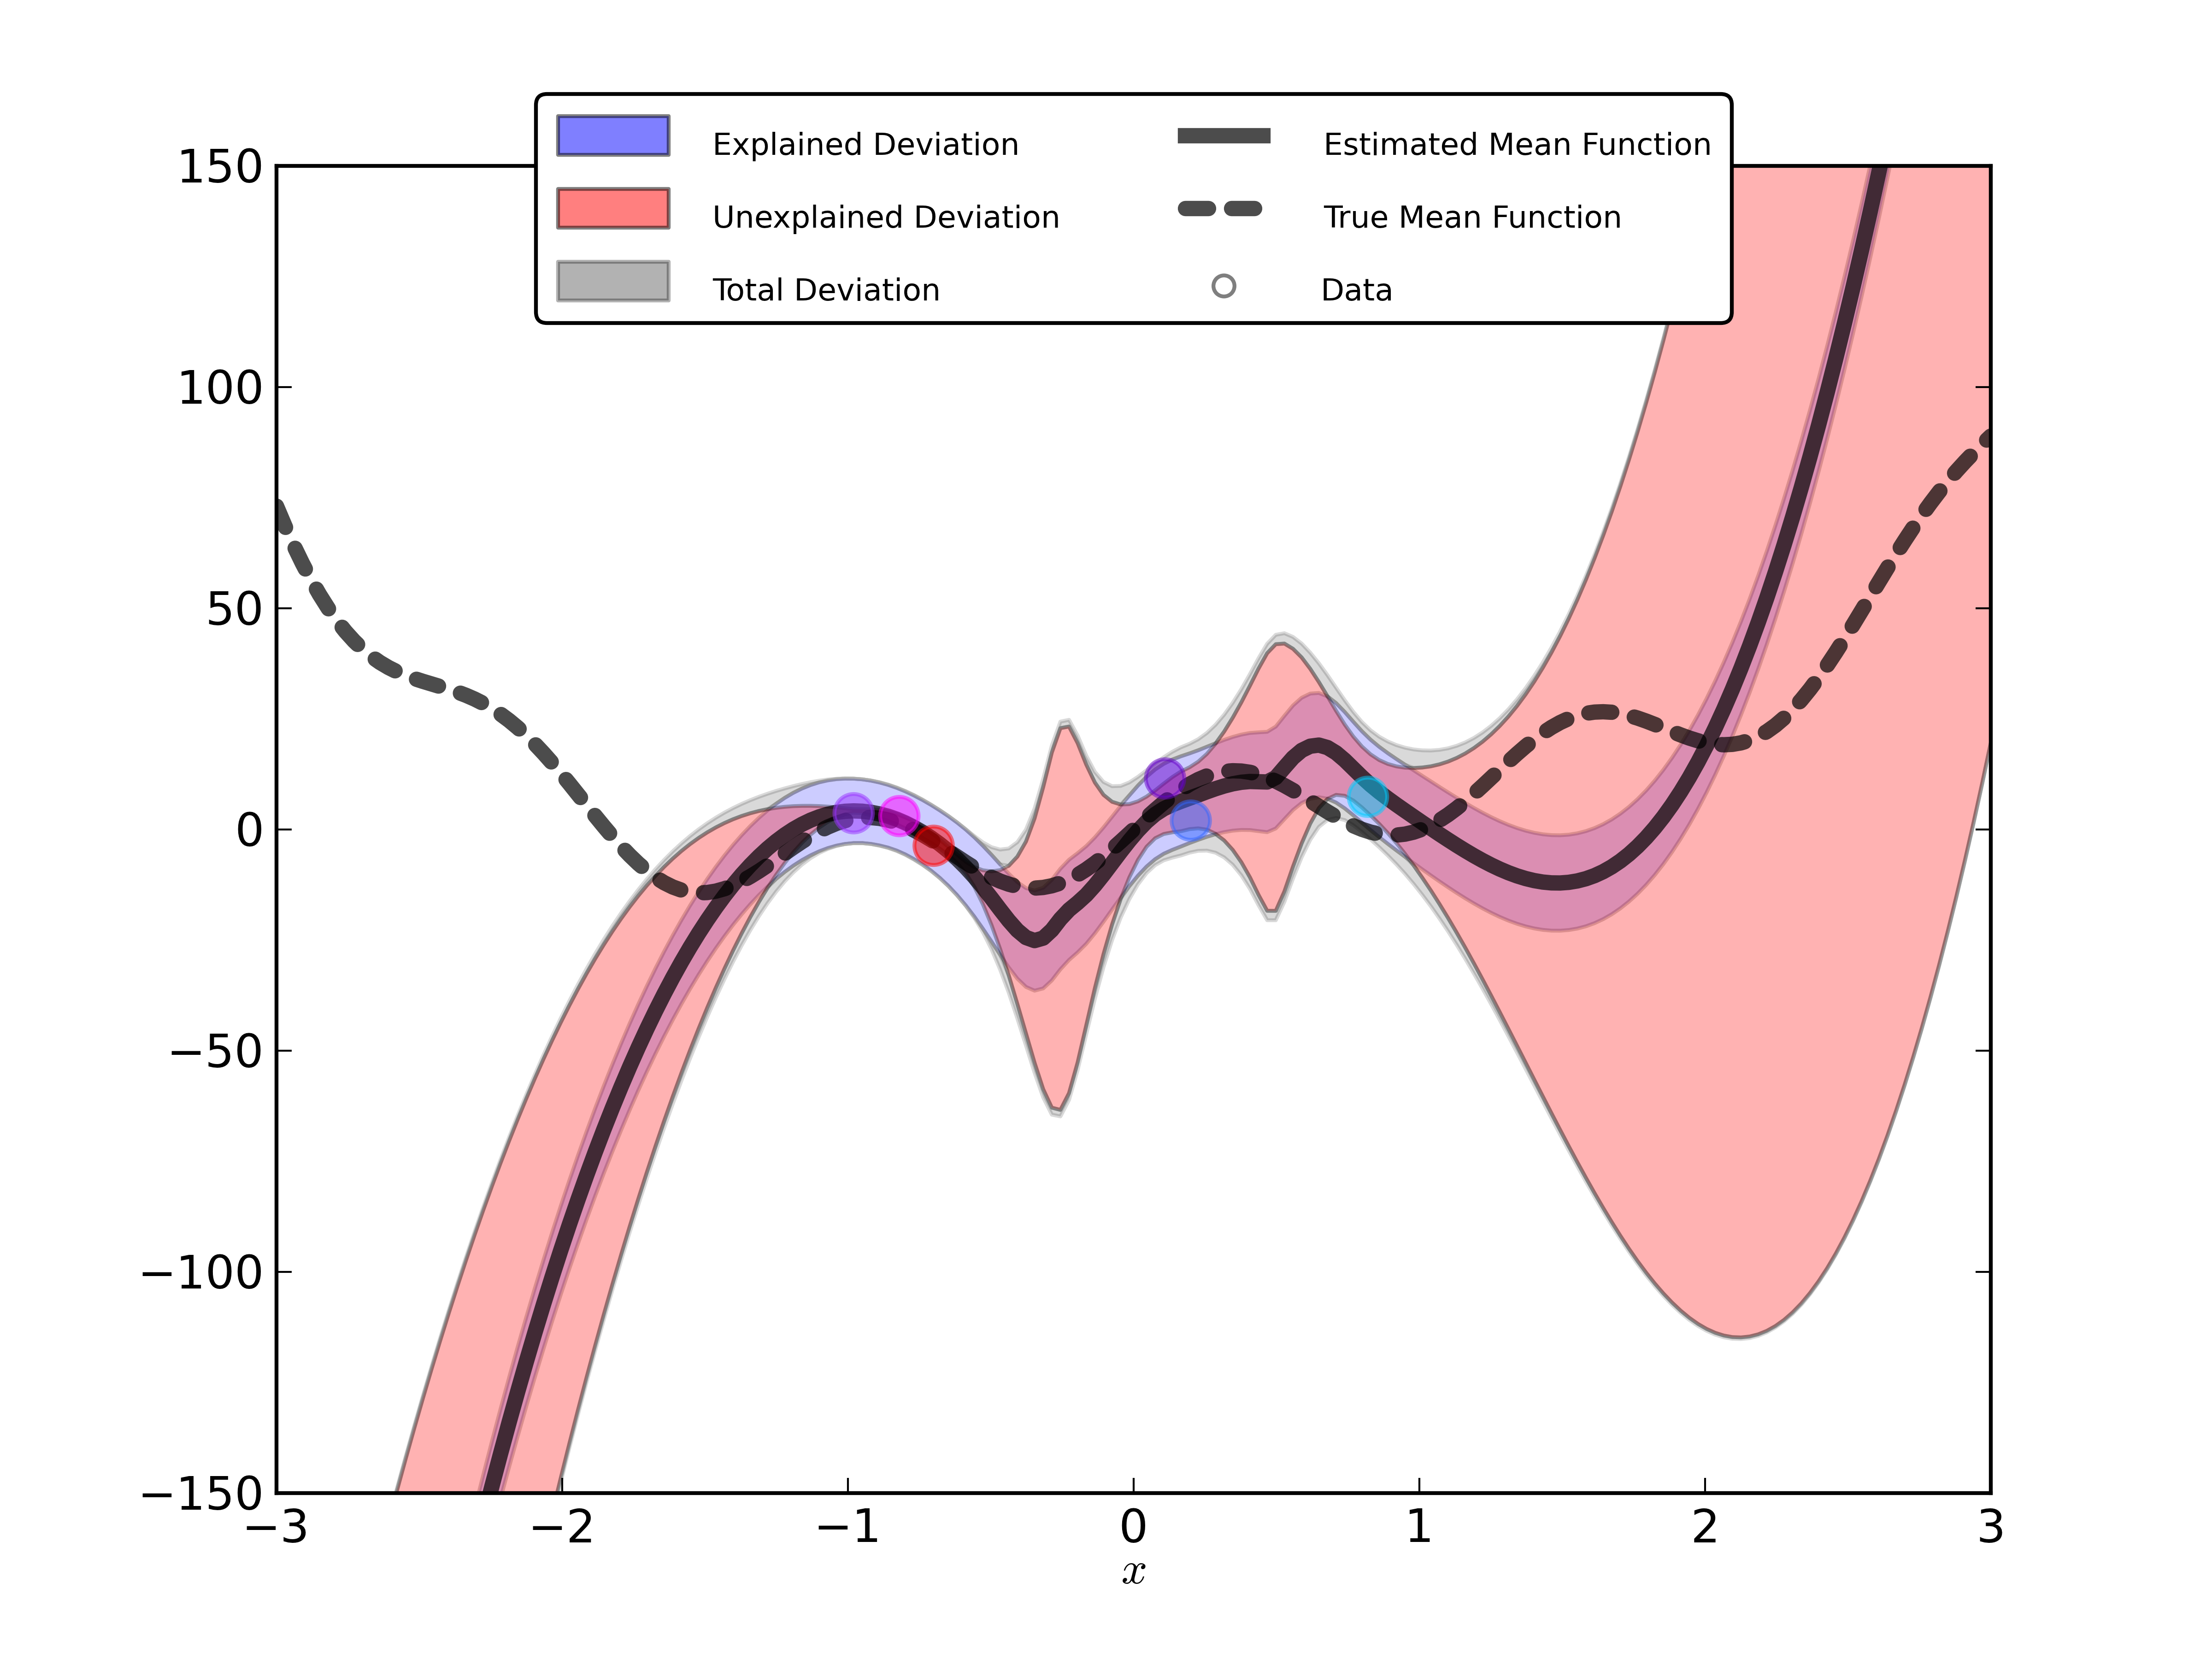 Explained Deviation
Unexplained Deviation
Total Deviation
Estimated Mean Function
True Mean Function
Data
150
100
50
0
−50
−100
−150
−3 −2 −1 0 1 2 3
x